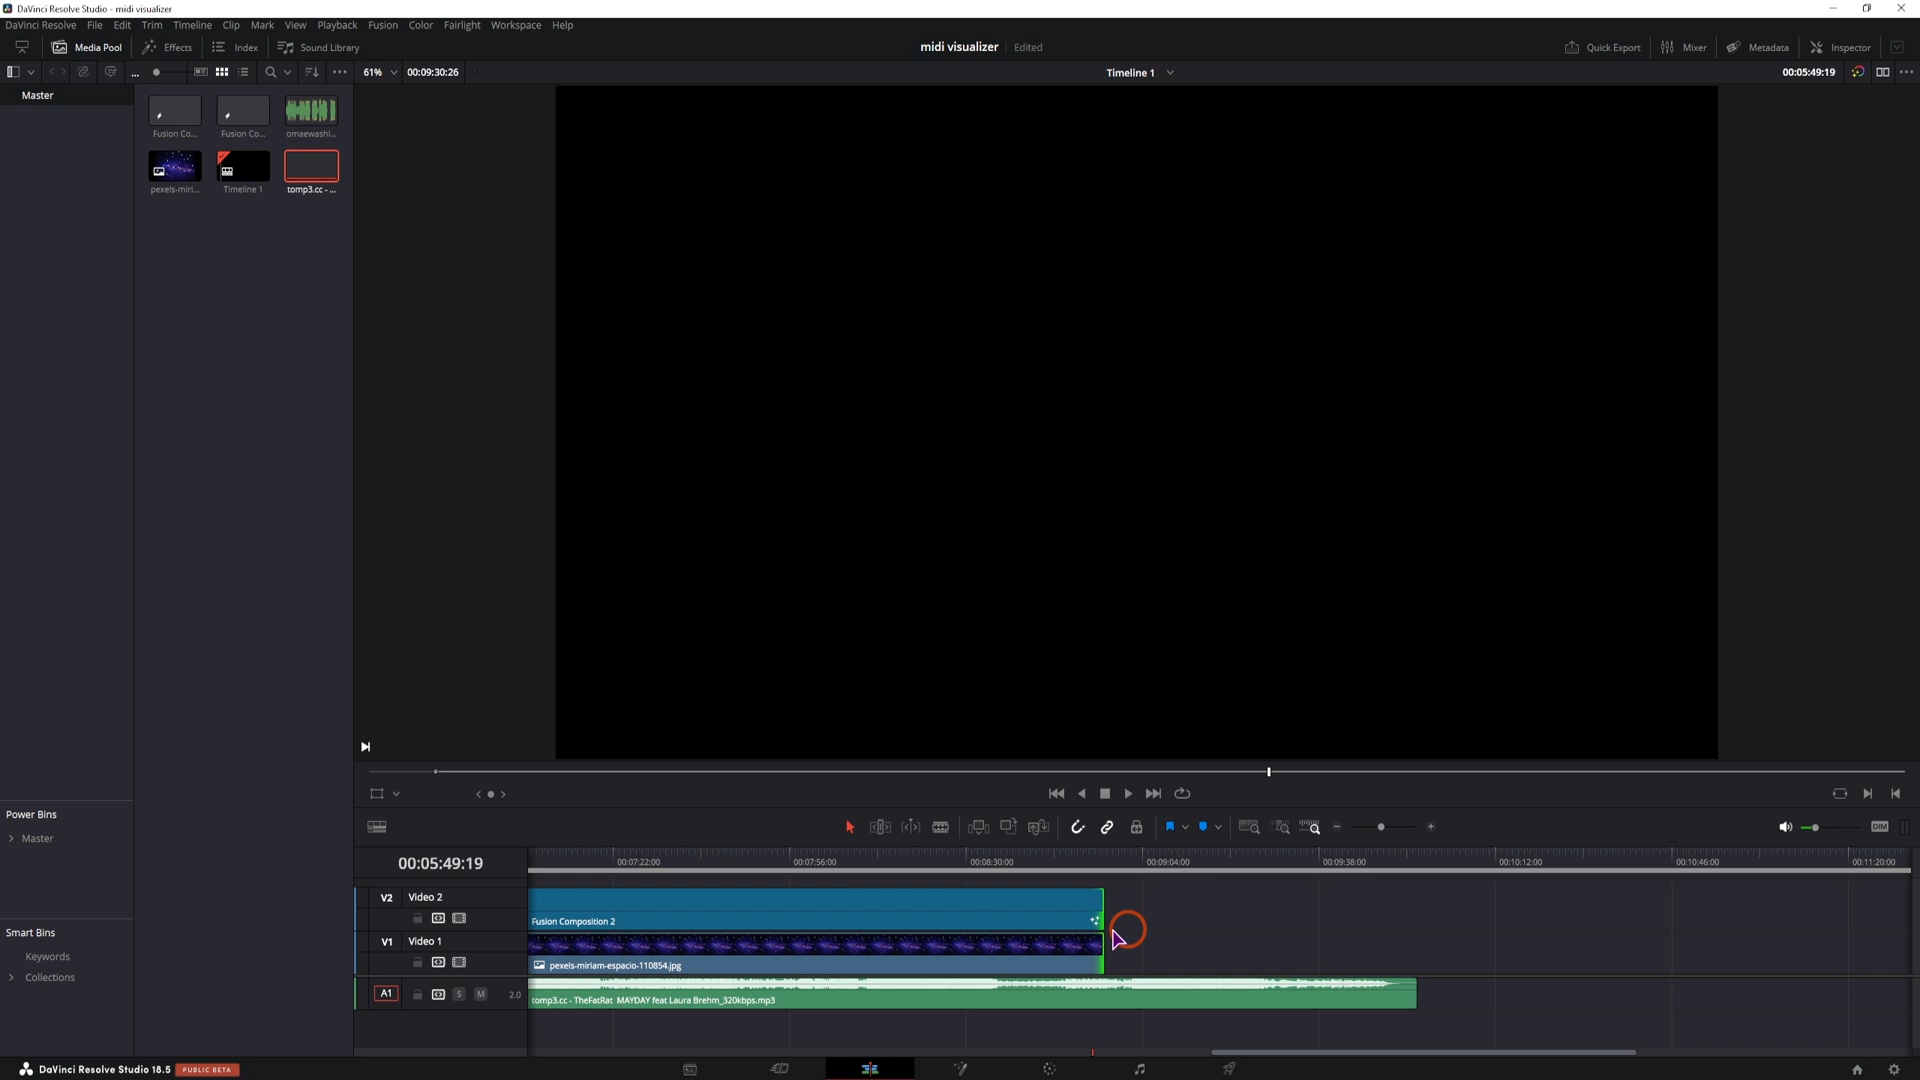 DaVinci Resolve Studio - midi visualizer
DaVinci Resolve File Edit Trim Timeline Clip Mark View Playback Fusion Color Fairlight Workspace Help
Media Pool Effects Index Sound Library midi visualizer Edited Quick Export Mixer Metadata Inspector
... 61% 00:09:30:26 Timeline 1 00:05:49:19
Master
Fusion Co... Fusion Co... omaewashi...
pexels-miri... Timeline 1 tomp3.cc - ...
Power Bins
Master
DIM
00:05:49:19 00:07:22:00 00:07:56:00 00:08:30:00 00:09:04:00 00:09:38:00 00:10:12:00 00:10:46:00 00:11:20:00
V2 Video 2
Fusion Composition 2
Smart Bins
V1 Video 1
Keywords
pexels-miriam-espacio-110854.jpg
Collections
A1 S M 2.0
tomp3.cc - TheFatRat MAYDAY feat Laura Brehm_320kbps.mp3
DaVinci Resolve Studio 18.5 PUBLIC BETA